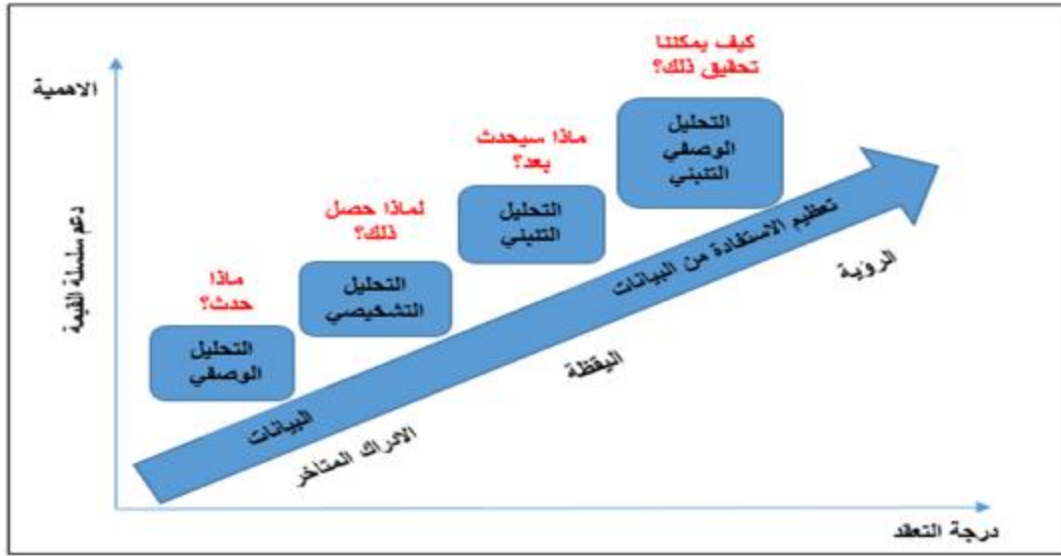 كيف يمكننا
تحقيق ذلك؟
الاهمية
التحليل
الوصفي
التنبئي
ماذا سيحدث
بعد؟
التحليل
التنبئي
لماذا حصل
ذلك؟
التحليل
التشخيصي
ماذا
حدث؟
التحليل
الوصفي
دعم سلسلة القيمة
تعظيم الاستفادة من البيانات
البيانات
الرؤية
اليقظة
الادراك المتاخر
درجة التعقد